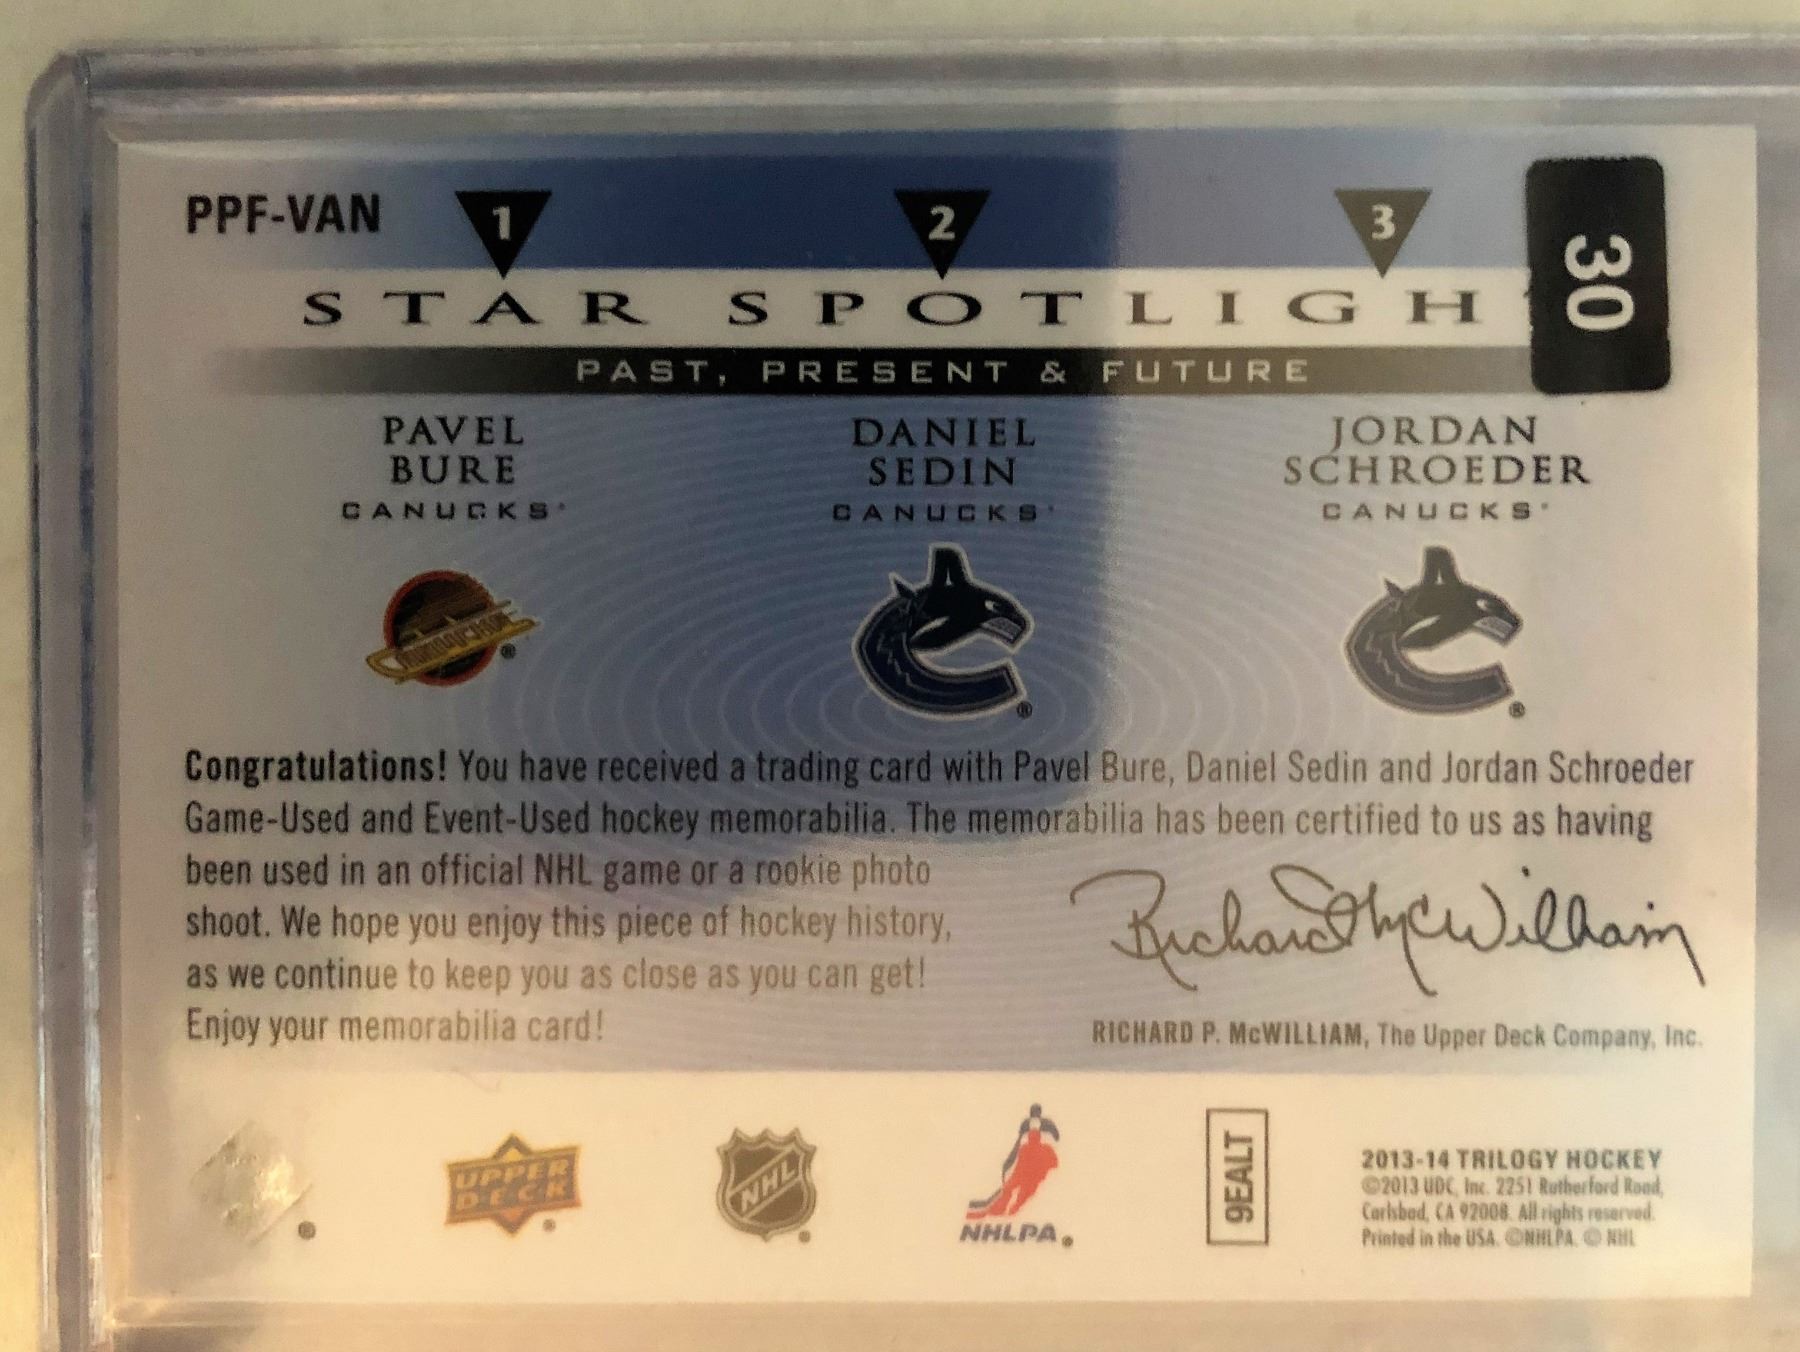 PPF-VAN 1 2 3
30
STAR SPOTLIGH
PAST, PRESENT & FUTURE
PAVEL BURE CANUCKS
DANIEL SEDIN CANUCKS
JORDAN SCHROEDER CANUCKS
VANCOUVER ®
®
®
Congratulations! You have received a trading card with Pavel Bure, Daniel Sedin and Jordan Schroeder
Game-Used and Event-Used hockey memorabilia. The memorabilia has been certified to us as having
been used in an official NHL game or a rookie photo
shoot. We hope you enjoy this piece of hockey history,
as we continue to keep you as close as you can get!
Enjoy your memorabilia card!
Richard McWilliam
RICHARD P. McWILLIAM, The Upper Deck Company, Inc.
®
UPPER DECK ®
NHL ®
NHLPA ®
9EALT
2013-14 TRILOGY HOCKEY
©2013 UDC, Inc. 2251 Rutherford Road,
Carlsbad, CA 92008. All rights reserved.
Printed in the USA. ©NHLPA. © NHL